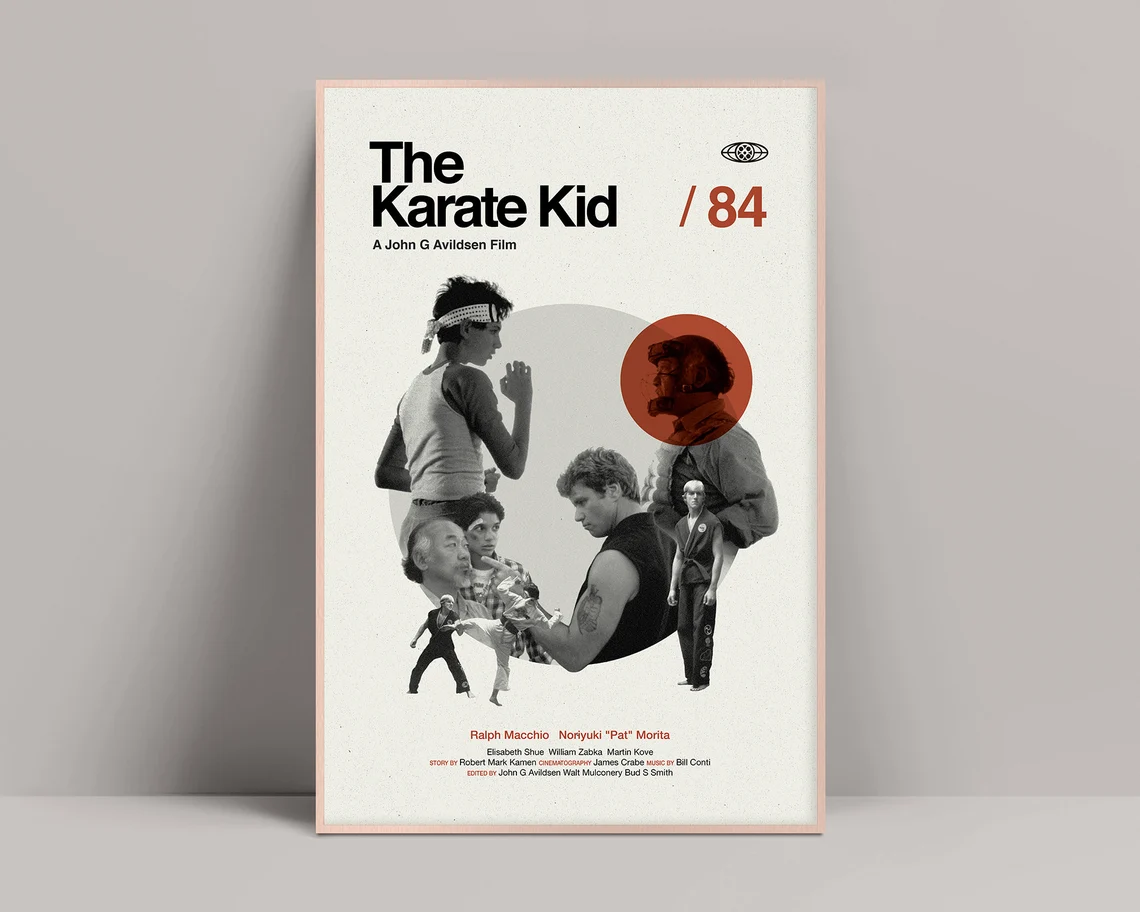 The
Karate Kid
/ 84
A John G Avildsen Film
Ralph Macchio Noriyuki "Pat" Morita
Elisabeth Shue William Zabka Martin Kove
STORY BY Robert Mark Kamen CINEMATOGRAPHY James Crabe MUSIC BY Bill Conti
EDITED BY John G Avildsen Walt Mulconery Bud S Smith